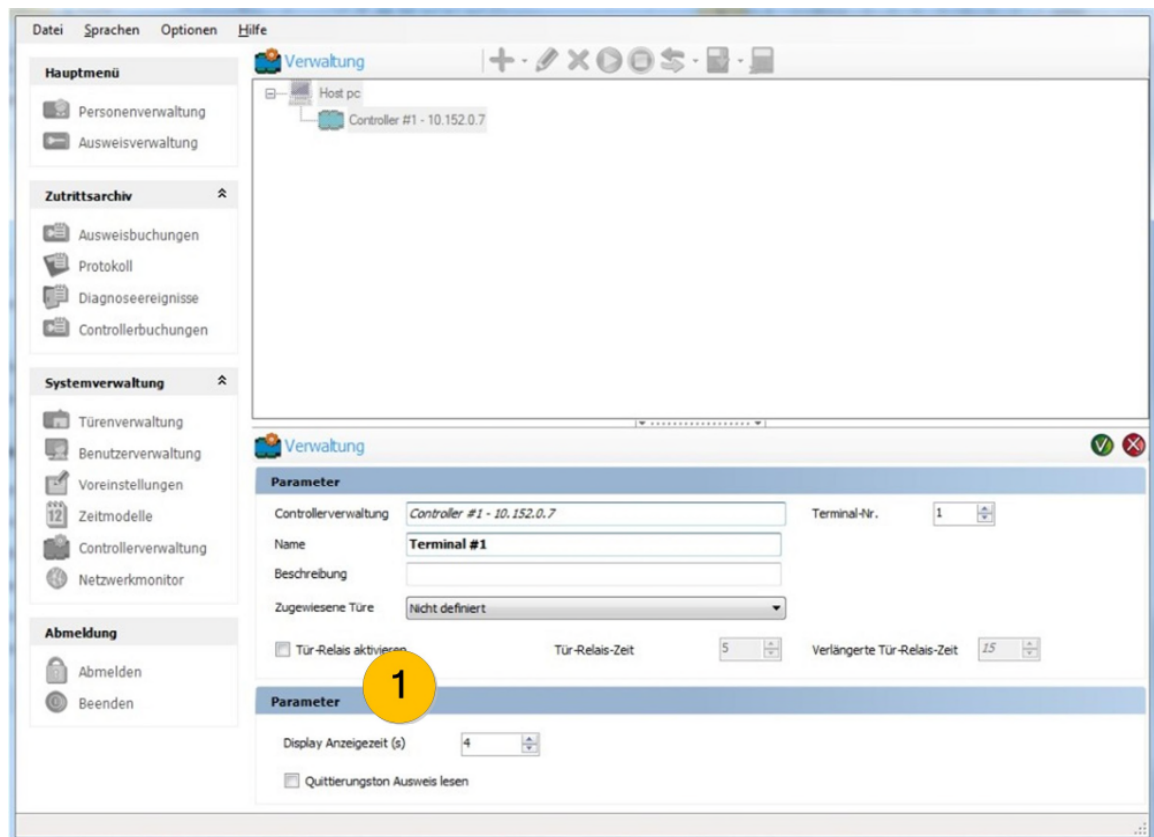 Datei Sprachen Optionen Hilfe
Hauptmenü
Personenverwaltung
Ausweisverwaltung
Zutrittsarchiv
Ausweisbuchungen
Protokoll
Diagnoseereignisse
Controllerbuchungen
Systemverwaltung
Türenverwaltung
Benutzerverwaltung
Voreinstellungen
12 Zeitmodelle
Controllerverwaltung
Netzwerkmonitor
Abmeldung
Abmelden
Beenden
Verwaltung
Host pc
Controller #1 - 10.152.0.7
Verwaltung
Parameter
Controllerverwaltung Controller #1 - 10.152.0.7 Terminal-Nr. 1
Name Terminal #1
Beschreibung
Zugewiesene Türe Nicht definiert
Tür-Relais aktivieren Tür-Relais-Zeit 5 Verlängerte Tür-Relais-Zeit 15
1
Parameter
Display Anzeigezeit (s) 4
Quittierungston Ausweis lesen